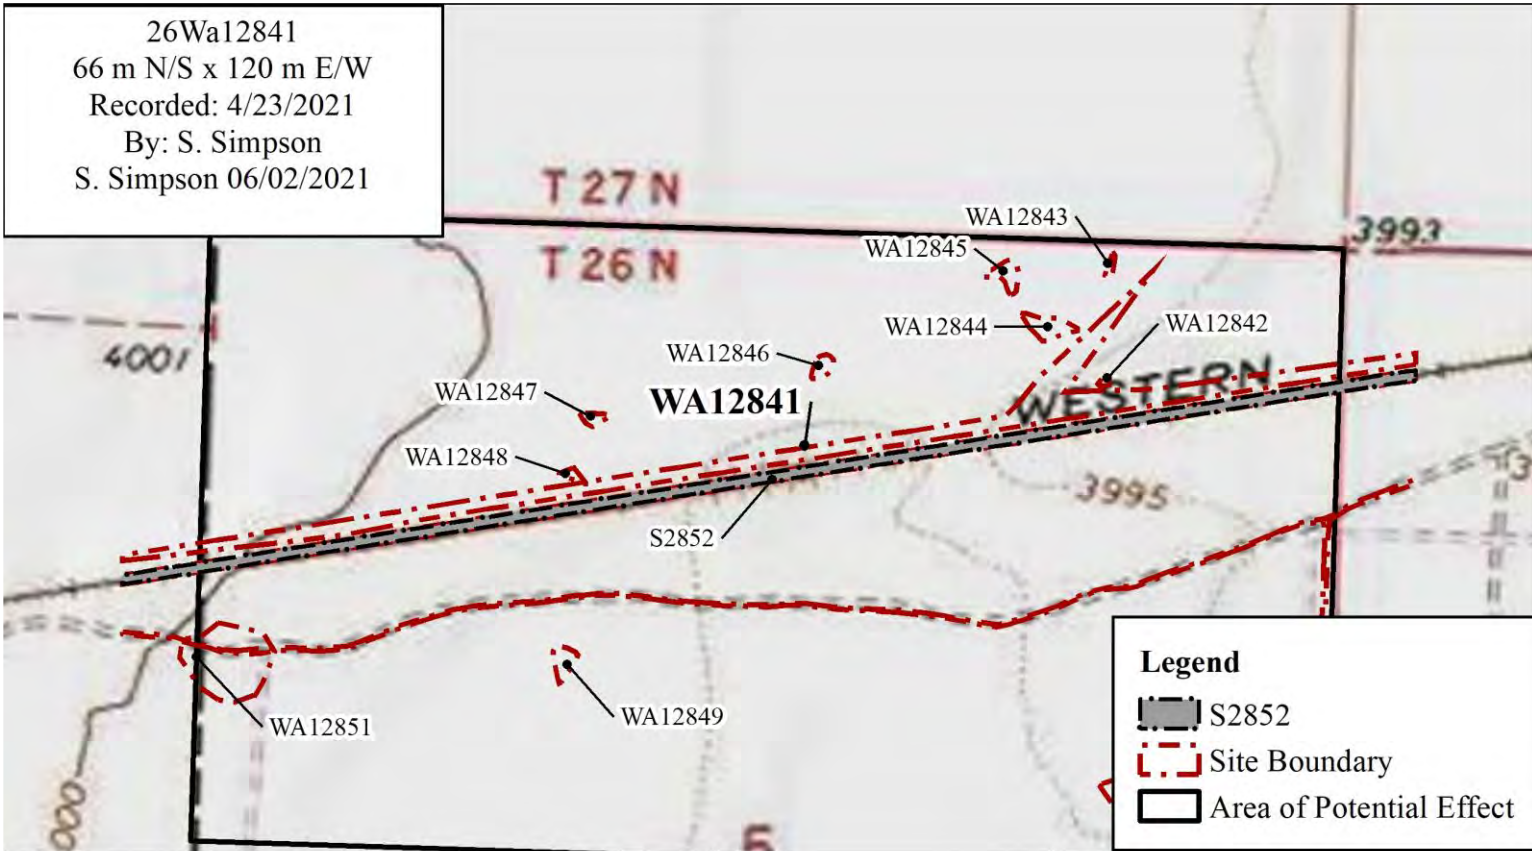 26Wa12841
66 m N/S x 120 m E/W
Recorded: 4/23/2021
By: S. Simpson
S. Simpson 06/02/2021
T 27 N
WA12843
3993
WA12845
T 26 N
WA12844
WA12842
4001
WA12846
WESTERN
WA12847
WA12841
WA12848
3995
S2852
WA12849
WA12851
000
5
Legend
S2852
Site Boundary
Area of Potential Effect